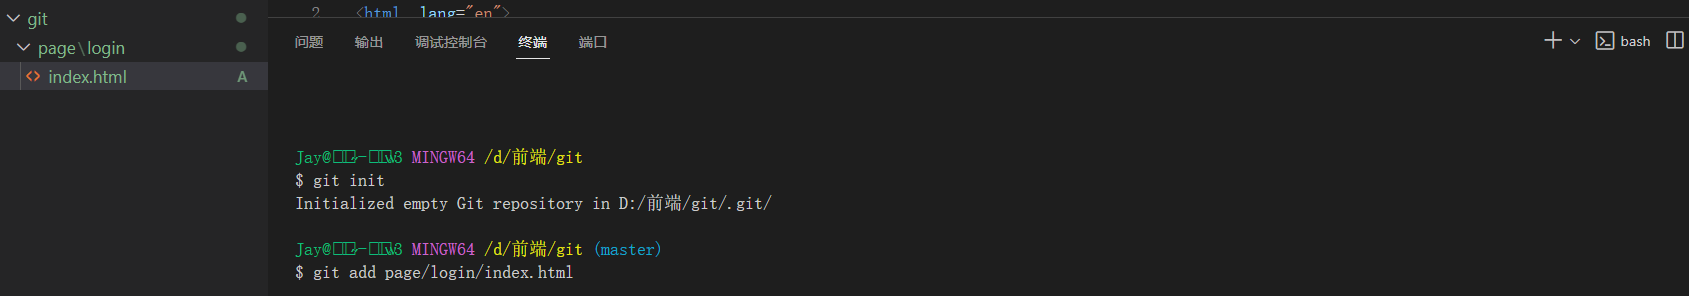 git
page\login
<> index.html A
2 <html lang="en">
问题 输出 调试控制台 终端 端口
bash
Jay@ MINGW64 /d/前端/git
$ git init
Initialized empty Git repository in D:/前端/git/.git/
Jay@ MINGW64 /d/前端/git (master)
$ git add page/login/index.html